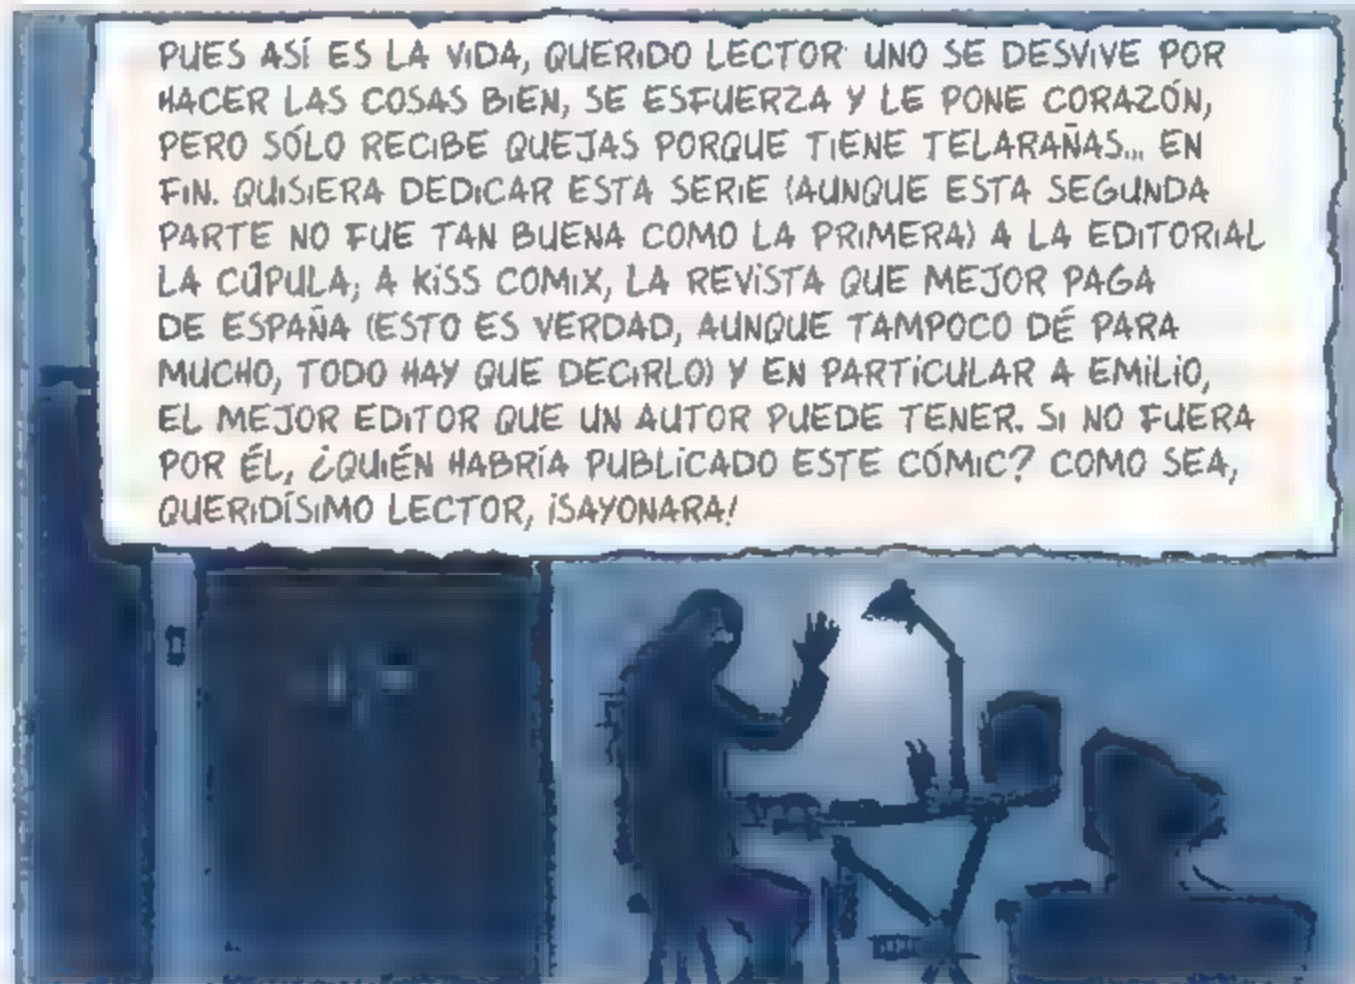 PUES ASÍ ES LA VIDA, QUERIDO LECTOR UNO SE DESVIVE POR
HACER LAS COSAS BIEN, SE ESFUERZA Y LE PONE CORAZÓN,
PERO SÓLO RECIBE QUEJAS PORQUE TIENE TELARAÑAS... EN
FIN. QUISIERA DEDICAR ESTA SERIE (AUNQUE ESTA SEGUNDA
PARTE NO FUE TAN BUENA COMO LA PRIMERA) A LA EDITORIAL
LA CÚPULA; A KISS COMIX, LA REVISTA QUE MEJOR PAGA
DE ESPAÑA (ESTO ES VERDAD, AUNQUE TAMPOCO DÉ PARA
MUCHO, TODO HAY QUE DECIRLO) Y EN PARTICULAR A EMILIO,
EL MEJOR EDITOR QUE UN AUTOR PUEDE TENER. SI NO FUERA
POR ÉL, ¿QUIÉN HABRÍA PUBLICADO ESTE CÓMIC? COMO SEA,
QUERIDÍSIMO LECTOR, ¡SAYONARA!